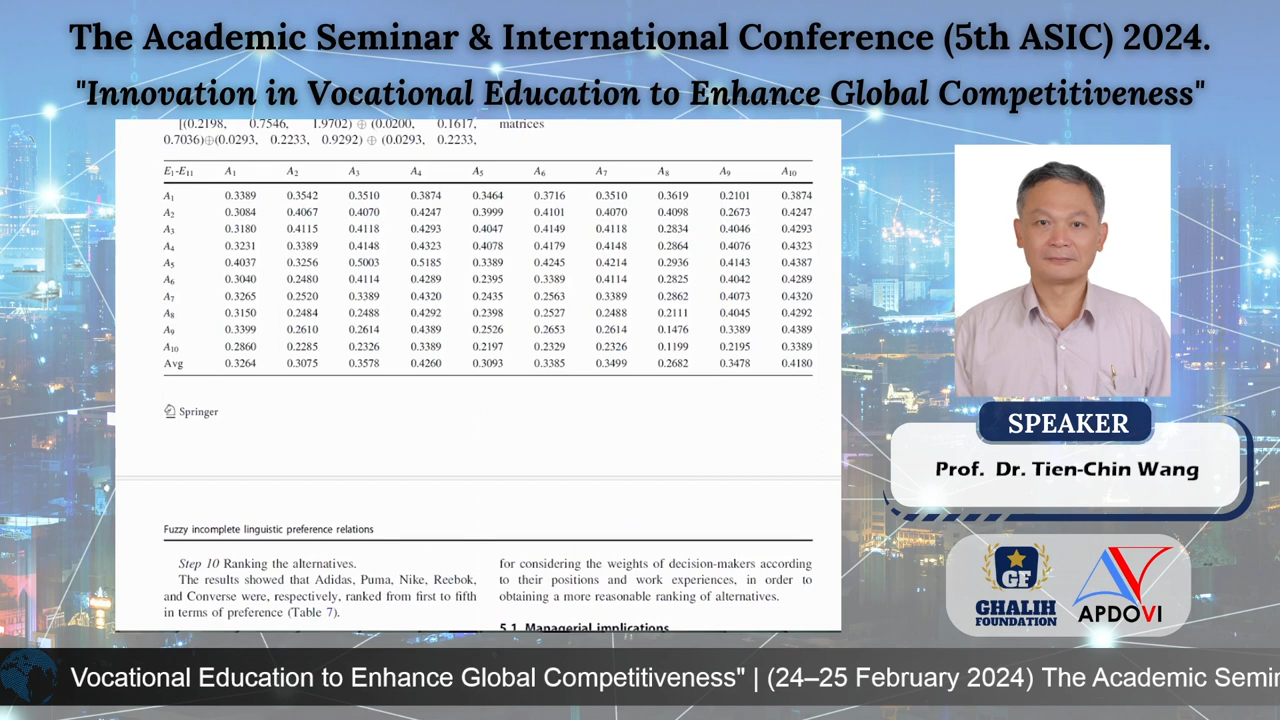 The Academic Seminar & International Conference (5th ASIC) 2024.
"Innovation in Vocational Education to Enhance Global Competitiveness"
[(0.2198, 0.7546, 1.9702) ⊕ (0.0200, 0.1617, matrices
0.7036)⊕(0.0293, 0.2233, 0.9292) ⊕ (0.0293, 0.2233,
E1-E11 A1 A2 A3 A4 A5 A6 A7 A8 A9 A10
A1 0.3389 0.3542 0.3510 0.3874 0.3464 0.3716 0.3510 0.3619 0.2101 0.3874
A2 0.3084 0.4067 0.4070 0.4247 0.3999 0.4101 0.4070 0.4098 0.2673 0.4247
A3 0.3180 0.4115 0.4118 0.4293 0.4047 0.4149 0.4118 0.2834 0.4046 0.4293
A4 0.3231 0.3389 0.4148 0.4323 0.4078 0.4179 0.4148 0.2864 0.4076 0.4323
A5 0.4037 0.3256 0.5003 0.5185 0.3389 0.4245 0.4214 0.2936 0.4143 0.4387
A6 0.3040 0.2480 0.4114 0.4289 0.2395 0.3389 0.4114 0.2825 0.4042 0.4289
A7 0.3265 0.2520 0.3389 0.4320 0.2435 0.2563 0.3389 0.2862 0.4073 0.4320
A8 0.3150 0.2484 0.2488 0.4292 0.2398 0.2527 0.2488 0.2111 0.4045 0.4292
A9 0.3399 0.2610 0.2614 0.4389 0.2526 0.2653 0.2614 0.1476 0.3389 0.4389
A10 0.2860 0.2285 0.2326 0.3389 0.2197 0.2329 0.2326 0.1199 0.2195 0.3389
Avg 0.3264 0.3075 0.3578 0.4260 0.3093 0.3385 0.3499 0.2682 0.3478 0.4180
Springer
Fuzzy incomplete linguistic preference relations
Step 10 Ranking the alternatives.
The results showed that Adidas, Puma, Nike, Reebok,
and Converse were, respectively, ranked from first to fifth
in terms of preference (Table 7).
for considering the weights of decision-makers according
to their positions and work experiences, in order to
obtaining a more reasonable ranking of alternatives.
5.1 Managerial implications
SPEAKER
Prof. Dr. Tien-Chin Wang
GF
GHALIH
FOUNDATION
APDOVI
Vocational Education to Enhance Global Competitiveness" | (24–25 February 2024) The Academic Semin